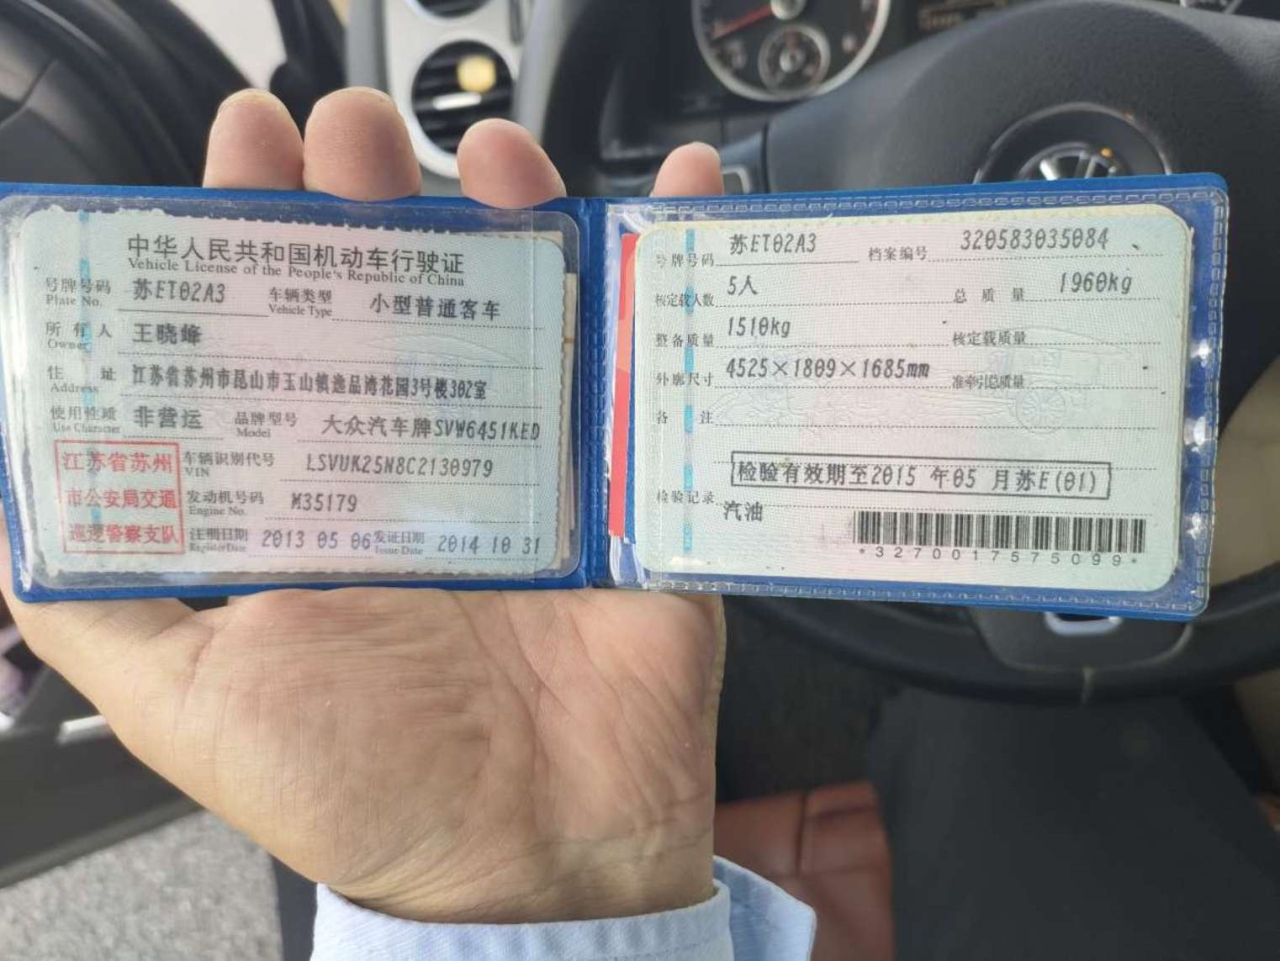 中华人民共和国机动车行驶证
Vehicle License of the People's Republic of China
号牌号码 苏ET02A3 车辆类型 小型普通客车
Plate No. Vehicle Type
所有人 王晓峰
Owner
住址 江苏省苏州市昆山市玉山镇逸品湾花园3号楼302室
Address
使用性质 非营运 品牌型号 大众汽车牌SVW6451KED
Use Character Model
江苏省苏州
市公安局交通
巡逻警察支队
车辆识别代号 LSVUK25N8C2130979
VIN
发动机号码 M35179
Engine No.
注册日期 2013 05 06 发证日期 2014 10 31
Register Date Issue Date
号牌号码 苏ET02A3 档案编号 320583035084
核定载人数 5人 总质量 1960kg
整备质量 1510kg 核定载质量
外廓尺寸 4525×1809×1685mm 准牵引总质量
备注
检验有效期至2015 年05 月苏E(01)
检验记录
汽油
*3270017575099*